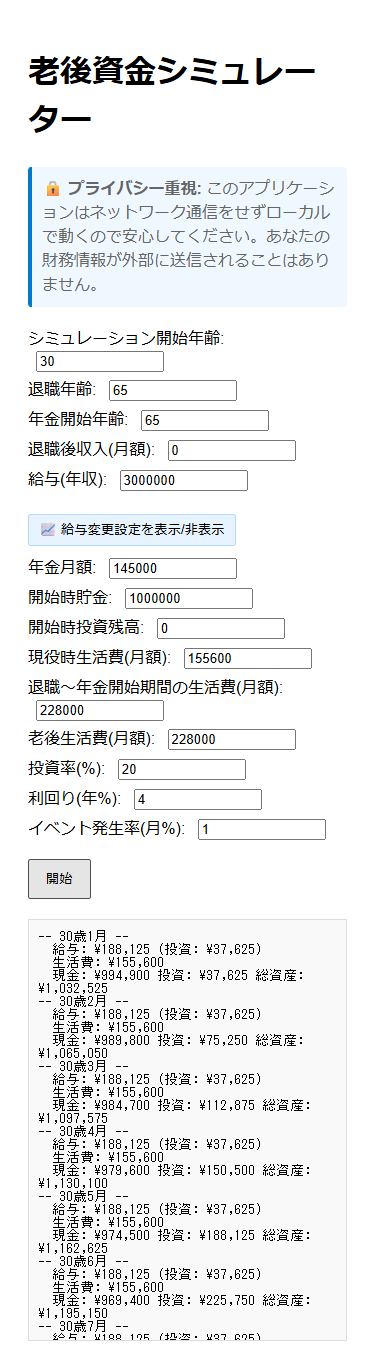 老後資金シミュレー
ター
🔒 プライバシー重視: このアプリケーシ
ョンはネットワーク通信をせずローカル
で動くので安心してください。あなたの
財務情報が外部に送信されることはあり
ません。
シミュレーション開始年齢:
30
退職年齢: 65
年金開始年齢: 65
退職後収入(月額): 0
給与(年収): 3000000
📈 給与変更設定を表示/非表示
年金月額: 145000
開始時貯金: 1000000
開始時投資残高: 0
現役時生活費(月額): 155600
退職～年金開始期間の生活費(月額):
228000
老後生活費(月額): 228000
投資率(%): 20
利回り(年%): 4
イベント発生率(月%): 1
開始
-- 30歳1月 --
給与: ¥188,125 (投資: ¥37,625)
生活費: ¥155,600
現金: ¥994,900 投資: ¥37,625 総資産:
¥1,032,525
-- 30歳2月 --
給与: ¥188,125 (投資: ¥37,625)
生活費: ¥155,600
現金: ¥989,800 投資: ¥75,250 総資産:
¥1,065,050
-- 30歳3月 --
給与: ¥188,125 (投資: ¥37,625)
生活費: ¥155,600
現金: ¥984,700 投資: ¥112,875 総資産:
¥1,097,575
-- 30歳4月 --
給与: ¥188,125 (投資: ¥37,625)
生活費: ¥155,600
現金: ¥979,600 投資: ¥150,500 総資産:
¥1,130,100
-- 30歳5月 --
給与: ¥188,125 (投資: ¥37,625)
生活費: ¥155,600
現金: ¥974,500 投資: ¥188,125 総資産:
¥1,162,625
-- 30歳6月 --
給与: ¥188,125 (投資: ¥37,625)
生活費: ¥155,600
現金: ¥969,400 投資: ¥225,750 総資産:
¥1,195,150
-- 30歳7月 --
給与: ¥188,125 (投資: ¥37,625)